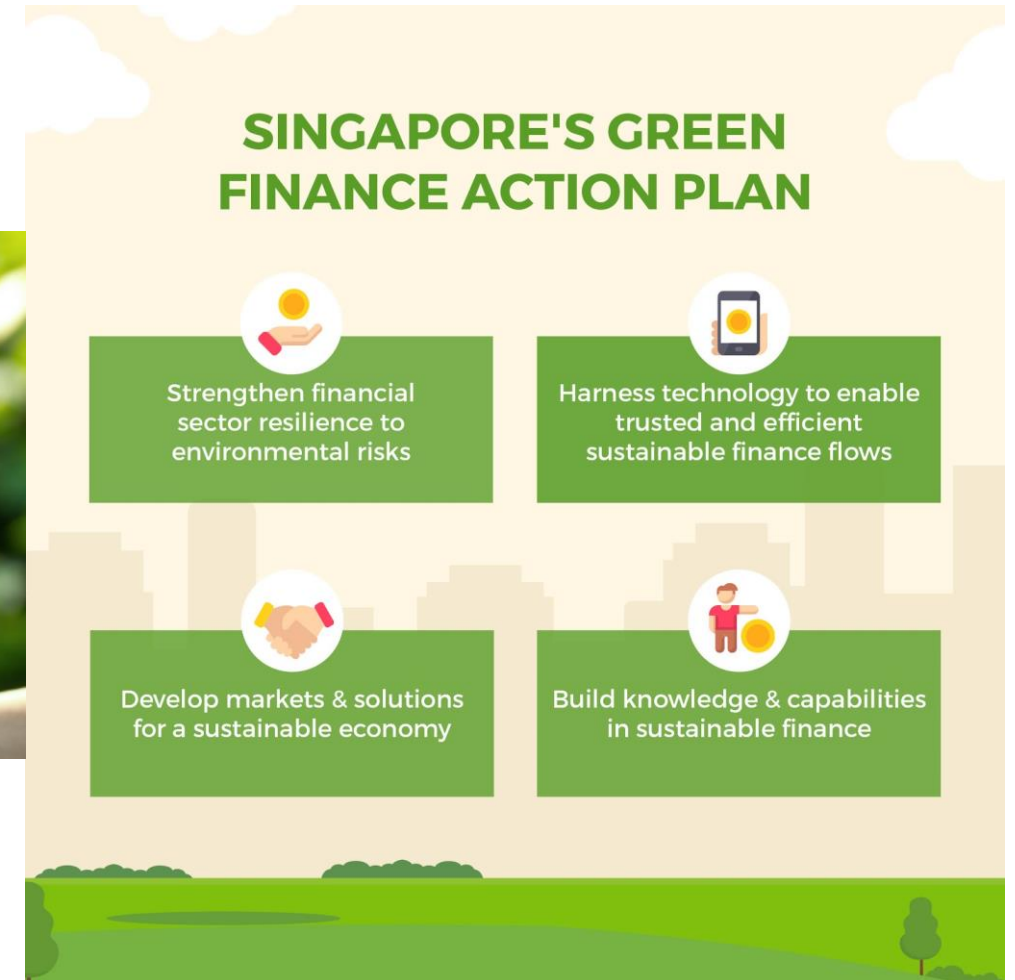 SINGAPORE'S GREEN
FINANCE ACTION PLAN
Strengthen financial
sector resilience to
environmental risks
Harness technology to enable
trusted and efficient
sustainable finance flows
Develop markets & solutions
for a sustainable economy
Build knowledge & capabilities
in sustainable finance